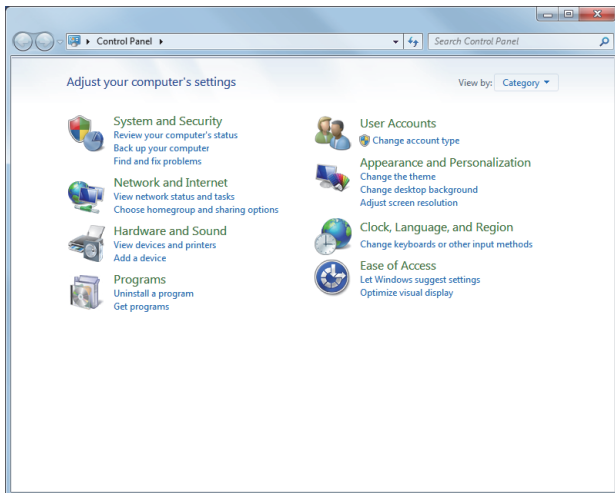 Control Panel
Search Control Panel
Adjust your computer's settings
View by: Category
System and Security
Review your computer's status
Back up your computer
Find and fix problems
Network and Internet
View network status and tasks
Choose homegroup and sharing options
Hardware and Sound
View devices and printers
Add a device
Programs
Uninstall a program
Get programs
User Accounts
Change account type
Appearance and Personalization
Change the theme
Change desktop background
Adjust screen resolution
Clock, Language, and Region
Change keyboards or other input methods
Ease of Access
Let Windows suggest settings
Optimize visual display